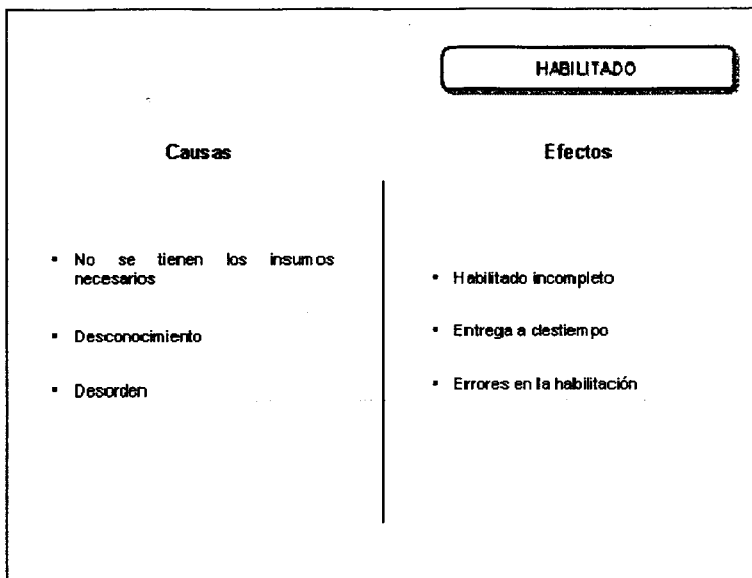 HABILITADO
Causas
Efectos
▪ No se tienen los insumos
necesarios
▪ Desconocimiento
▪ Desorden
▪ Habilitado incompleto
▪ Entrega a destiempo
▪ Errores en la habilitación